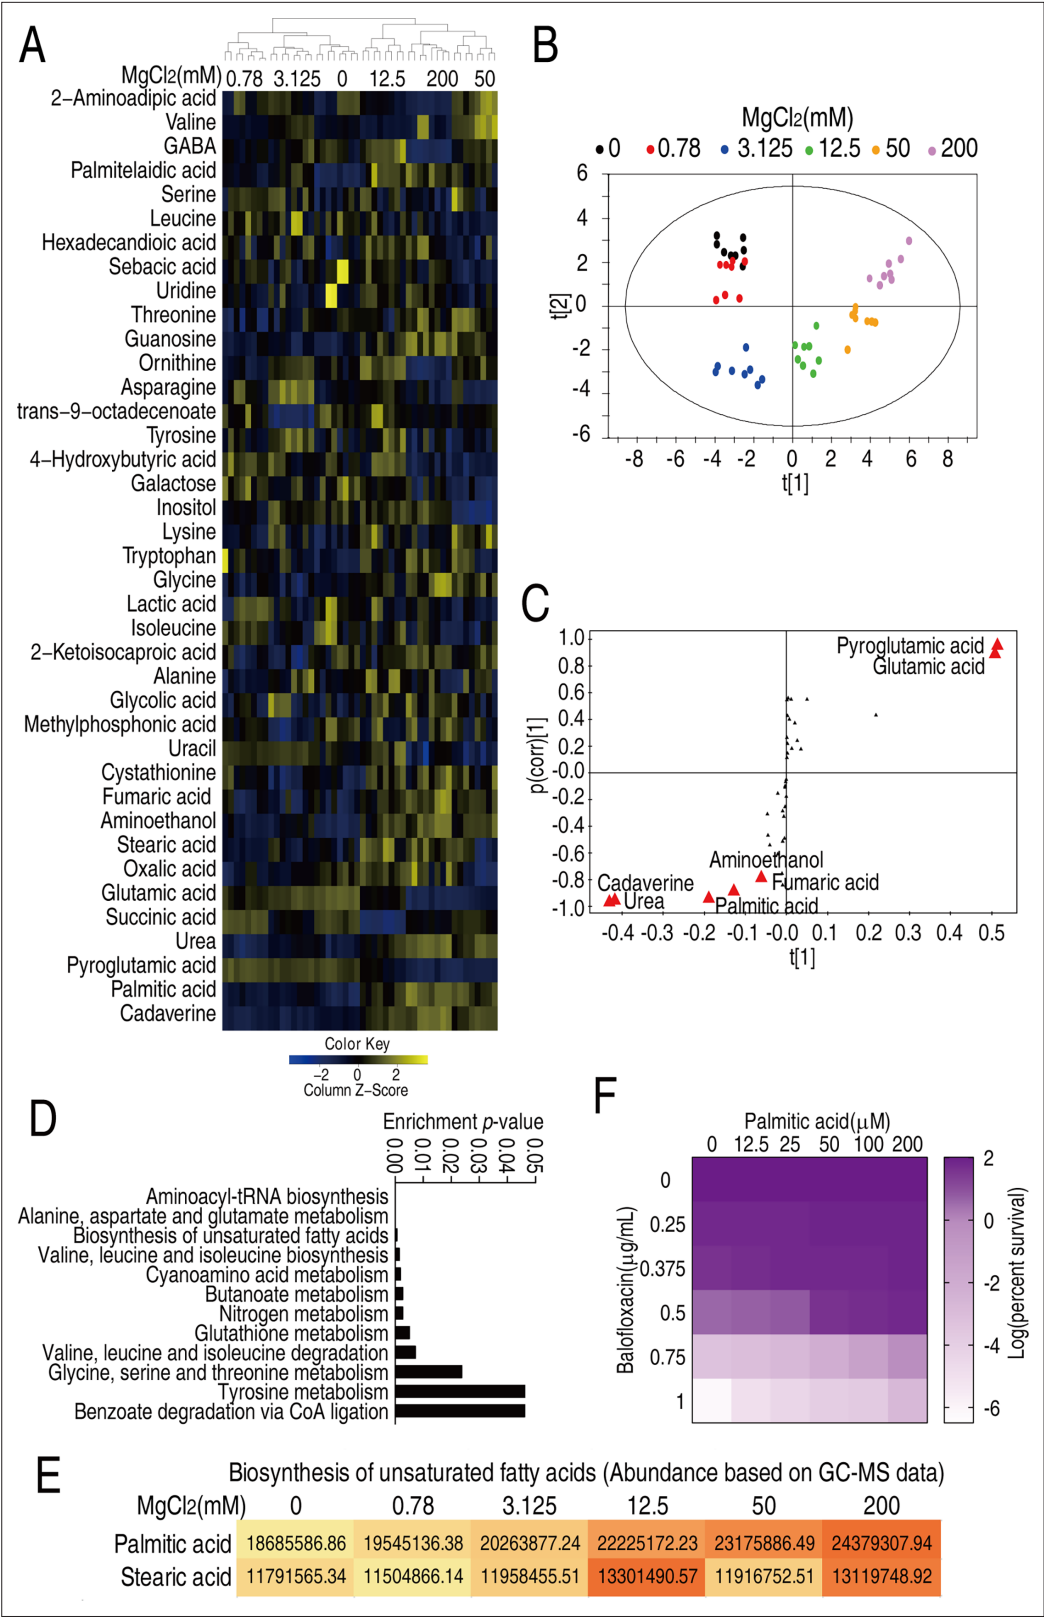 A
MgCl2(mM) 0.78 3.125 0 12.5 200 50
2−Aminoadipic acid
Valine
GABA
Palmitelaidic acid
Serine
Leucine
Hexadecandioic acid
Sebacic acid
Uridine
Threonine
Guanosine
Ornithine
Asparagine
trans−9−octadecenoate
Tyrosine
4−Hydroxybutyric acid
Galactose
Inositol
Lysine
Tryptophan
Glycine
Lactic acid
Isoleucine
2−Ketoisocaproic acid
Alanine
Glycolic acid
Methylphosphonic acid
Uracil
Cystathionine
Fumaric acid
Aminoethanol
Stearic acid
Oxalic acid
Glutamic acid
Succinic acid
Urea
Pyroglutamic acid
Palmitic acid
Cadaverine
Color Key
−2 0 2
Column Z−Score
B
MgCl2(mM)
0 0.78 3.125 12.5 50 200
6
4
2
0
-2
-4
-6
t[2]
-8 -6 -4 -2 0 2 4 6 8
t[1]
C
1.0
0.8
0.6
0.4
0.2
-0.0
-0.2
-0.4
-0.6
-0.8
-1.0
p(corr)[1]
Pyroglutamic acid
Glutamic acid
Aminoethanol
Cadaverine
Fumaric acid
Urea
Palmitic acid
-0.4 -0.3 -0.2 -0.1 -0.0 0.1 0.2 0.3 0.4 0.5
t[1]
D
Enrichment p-value
0.00 0.01 0.02 0.03 0.04 0.05
Aminoacyl-tRNA biosynthesis
Alanine, aspartate and glutamate metabolism
Biosynthesis of unsaturated fatty acids
Valine, leucine and isoleucine biosynthesis
Cyanoamino acid metabolism
Butanoate metabolism
Nitrogen metabolism
Glutathione metabolism
Valine, leucine and isoleucine degradation
Glycine, serine and threonine metabolism
Tyrosine metabolism
Benzoate degradation via CoA ligation
F
Palmitic acid(μM)
0 12.5 25 50 100 200
Balofloxacin(μg/mL)
0
0.25
0.375
0.5
0.75
1
2
0
-2
-4
-6
Log(percent survival)
E
Biosynthesis of unsaturated fatty acids (Abundance based on GC-MS data)
MgCl2(mM) 0 0.78 3.125 12.5 50 200
Palmitic acid 18685586.86 19545136.38 20263877.24 22225172.23 23175886.49 24379307.94
Stearic acid 11791565.34 11504866.14 11958455.51 13301490.57 11916752.51 13119748.92